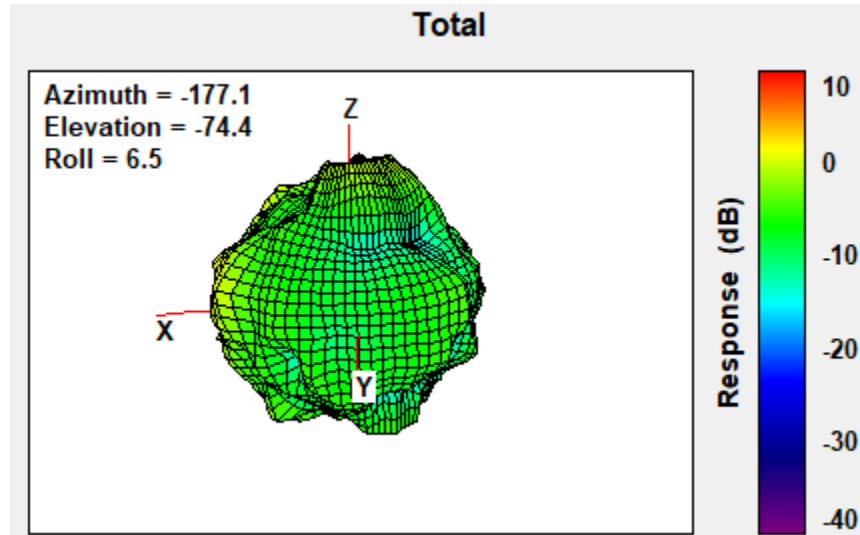 Total
Azimuth = -177.1
Elevation = -74.4
Roll = 6.5
Z
X
Y
10
0
-10
-20
-30
-40
Response (dB)